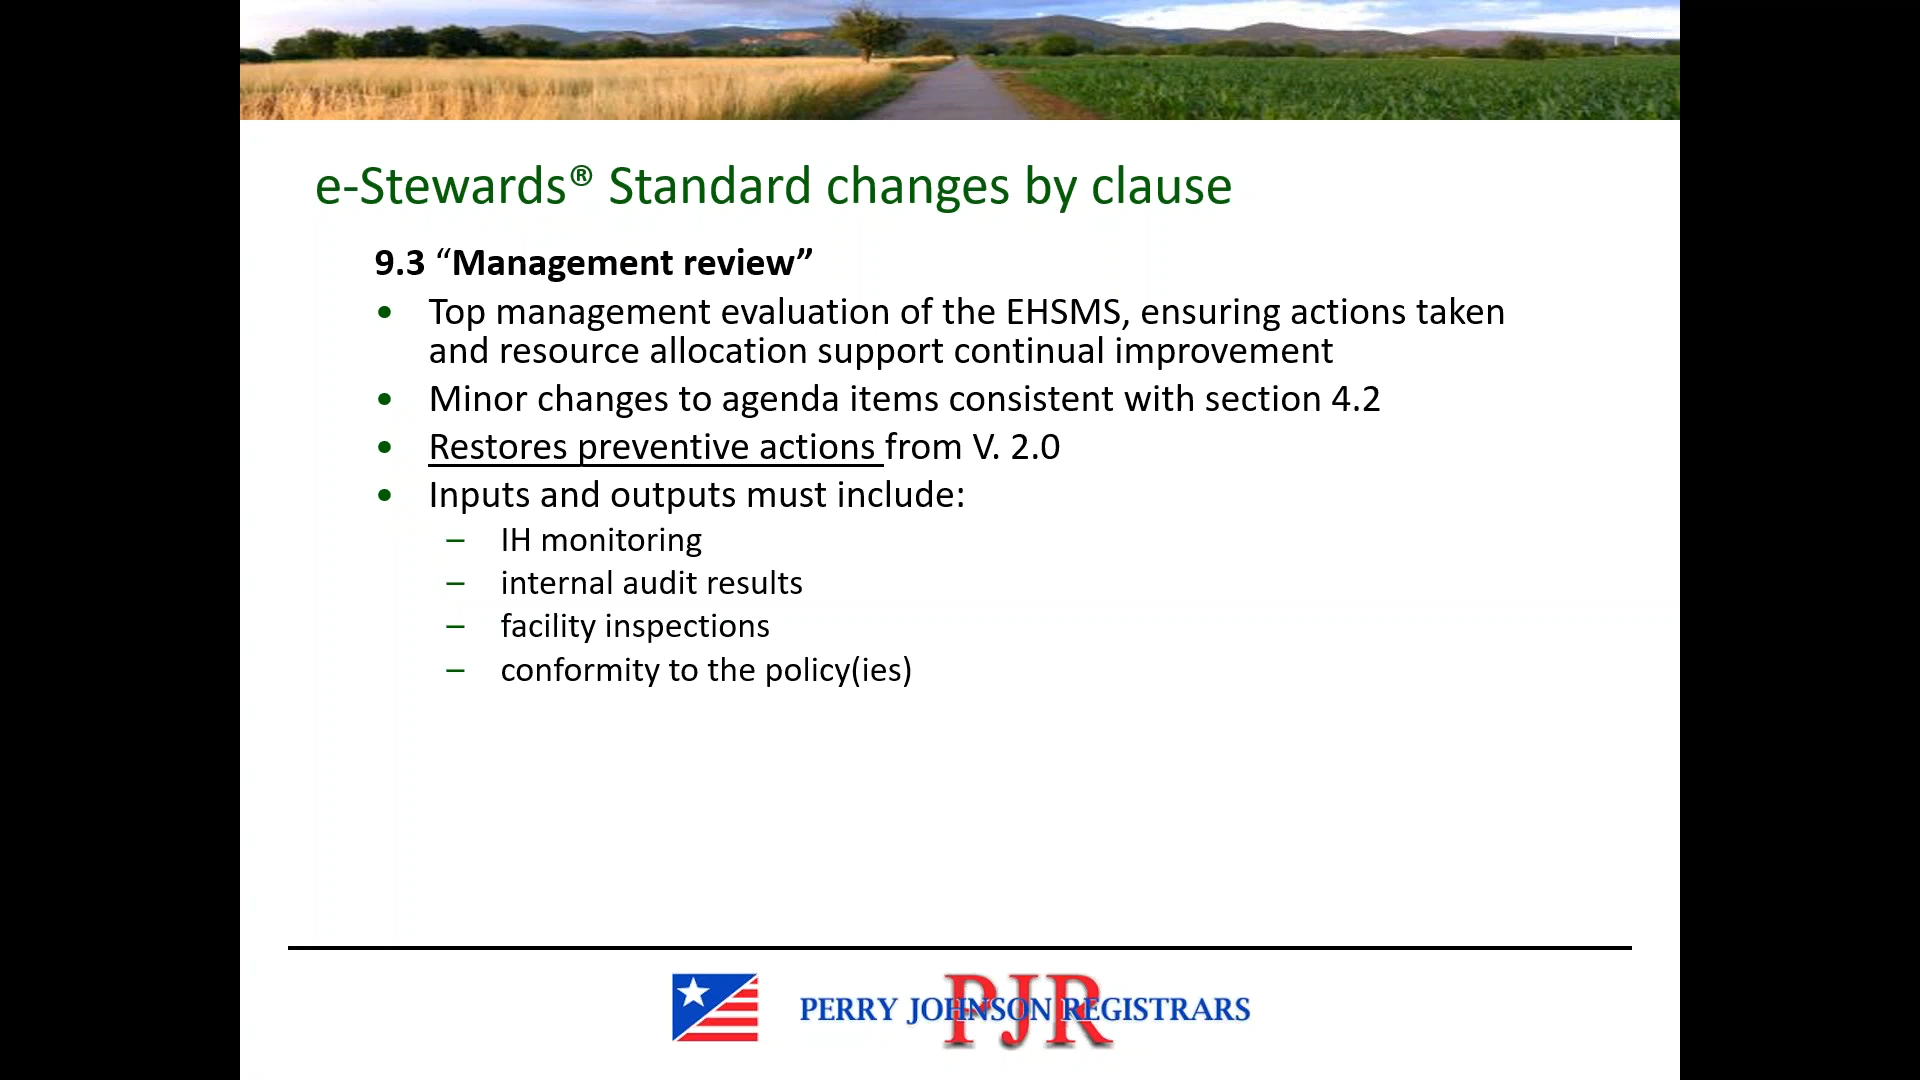 e-Stewards® Standard changes by clause
9.3 “Management review”
• Top management evaluation of the EHSMS, ensuring actions taken
and resource allocation support continual improvement
• Minor changes to agenda items consistent with section 4.2
• Restores preventive actions from V. 2.0
• Inputs and outputs must include:
– IH monitoring
– internal audit results
– facility inspections
– conformity to the policy(ies)
PJR
PERRY JOHNSON REGISTRARS